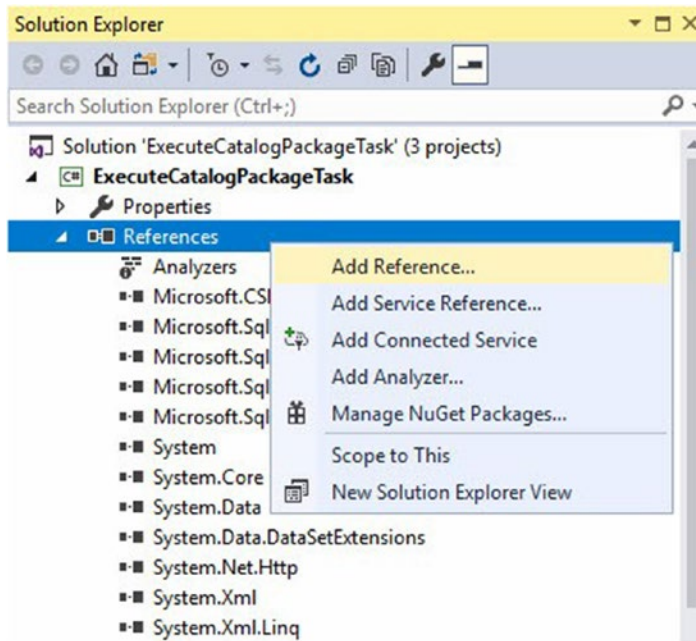 Solution Explorer
Search Solution Explorer (Ctrl+;)
Solution 'ExecuteCatalogPackageTask' (3 projects)
C# ExecuteCatalogPackageTask
Properties
References
Analyzers
Microsoft.CS
Microsoft.Sql
Microsoft.Sql
Microsoft.Sql
Microsoft.Sql
System
System.Core
System.Data
System.Data.DataSetExtensions
System.Net.Http
System.Xml
System.Xml.Linq
Add Reference...
Add Service Reference...
Add Connected Service
Add Analyzer...
Manage NuGet Packages...
Scope to This
New Solution Explorer View